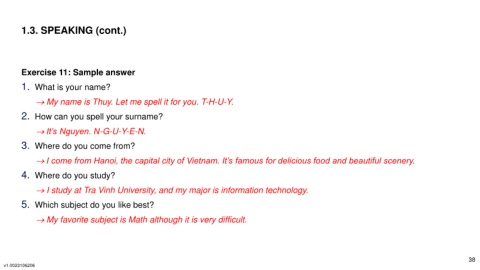 1.3. SPEAKING (cont.)
Exercise 11: Sample answer
1. What is your name?
→ My name is Thuy. Let me spell it for you. T-H-U-Y.
2. How can you spell your surname?
→ It's Nguyen. N-G-U-Y-E-N.
3. Where do you come from?
→ I come from Hanoi, the capital city of Vietnam. It's famous for delicious food and beautiful scenery.
4. Where do you study?
→ I study at Tra Vinh University, and my major is information technology.
5. Which subject do you like best?
→ My favorite subject is Math although it is very difficult.
38
v1.0023106206